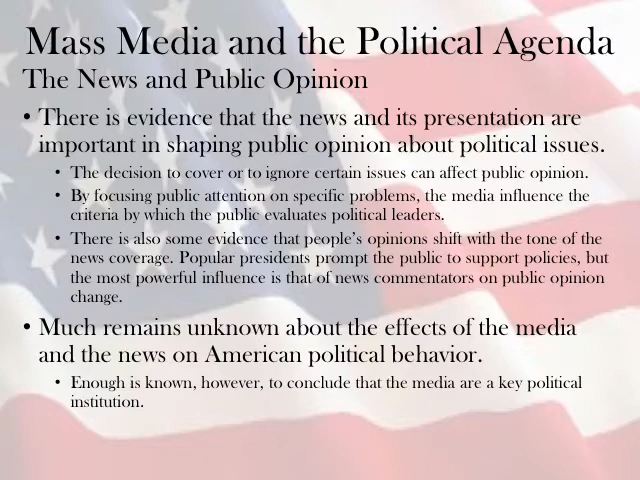 Mass Media and the Political Agenda
The News and Public Opinion
• There is evidence that the news and its presentation are
important in shaping public opinion about political issues.
• The decision to cover or to ignore certain issues can affect public opinion.
• By focusing public attention on specific problems, the media influence the
criteria by which the public evaluates political leaders.
• There is also some evidence that people's opinions shift with the tone of the
news coverage. Popular presidents prompt the public to support policies, but
the most powerful influence is that of news commentators on public opinion
change.
• Much remains unknown about the effects of the media
and the news on American political behavior.
• Enough is known, however, to conclude that the media are a key political
institution.